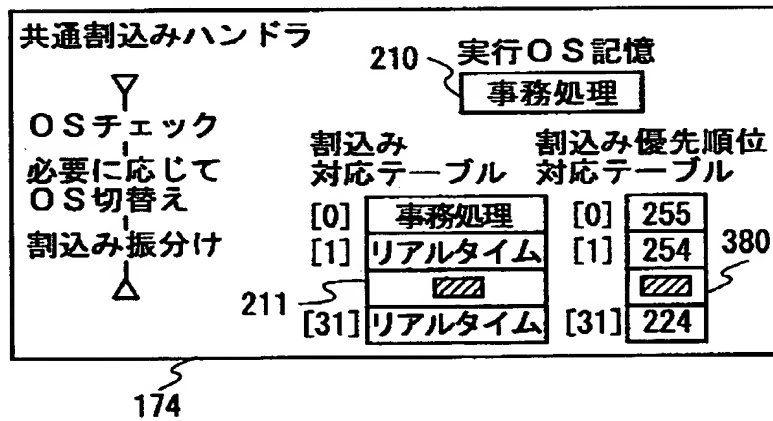 共通割込みハンドラ
OSチェック
必要に応じて
OS切替え
割込み振分け
210
実行OS記憶
事務処理
割込み
対応テーブル
[0] 事務処理
[1] リアルタイム
211
[31] リアルタイム
割込み優先順位
対応テーブル
[0] 255
[1] 254
380
[31] 224
174